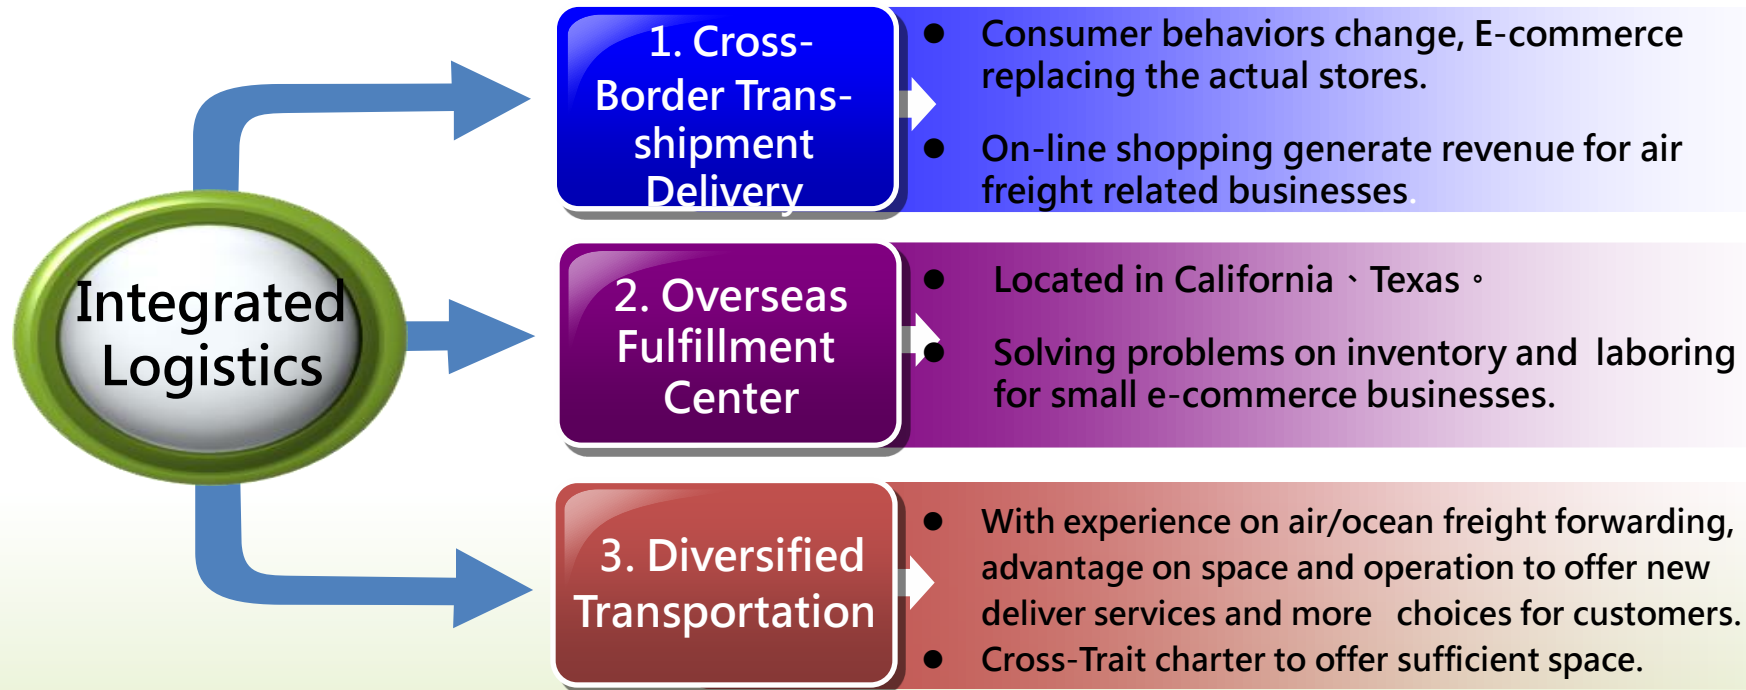 Integrated
Logistics
1. Cross-
Border Trans-
shipment
Delivery
● Consumer behaviors change, E-commerce
replacing the actual stores.
● On-line shopping generate revenue for air
freight related businesses.
2. Overseas
Fulfillment
Center
● Located in California、Texas。
● Solving problems on inventory and laboring
for small e-commerce businesses.
3. Diversified
Transportation
● With experience on air/ocean freight forwarding,
advantage on space and operation to offer new
deliver services and more choices for customers.
● Cross-Trait charter to offer sufficient space.